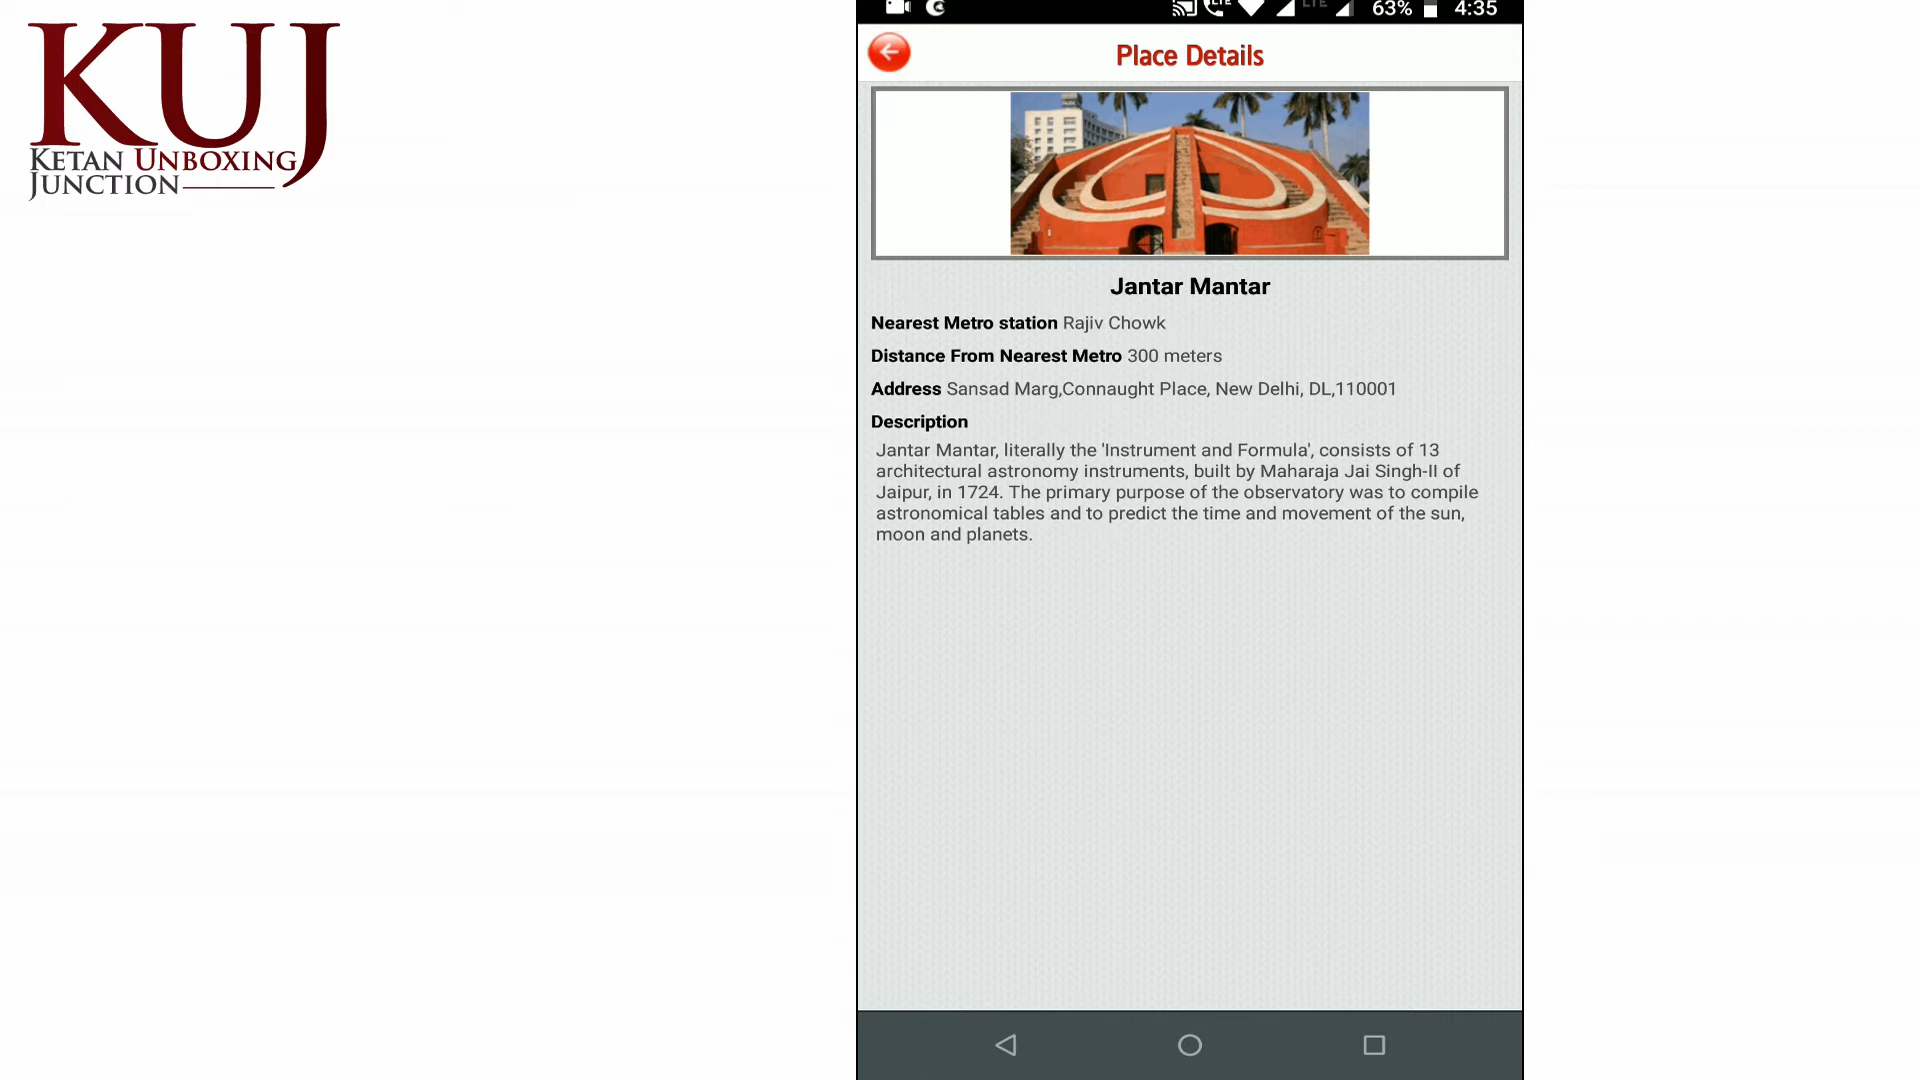 KUJ
KETAN UNBOXING
JUNCTION
LTE LTE 63% 4:35
Place Details
Jantar Mantar
Nearest Metro station Rajiv Chowk
Distance From Nearest Metro 300 meters
Address Sansad Marg,Connaught Place, New Delhi, DL,110001
Description
Jantar Mantar, literally the 'Instrument and Formula', consists of 13
architectural astronomy instruments, built by Maharaja Jai Singh-II of
Jaipur, in 1724. The primary purpose of the observatory was to compile
astronomical tables and to predict the time and movement of the sun,
moon and planets.